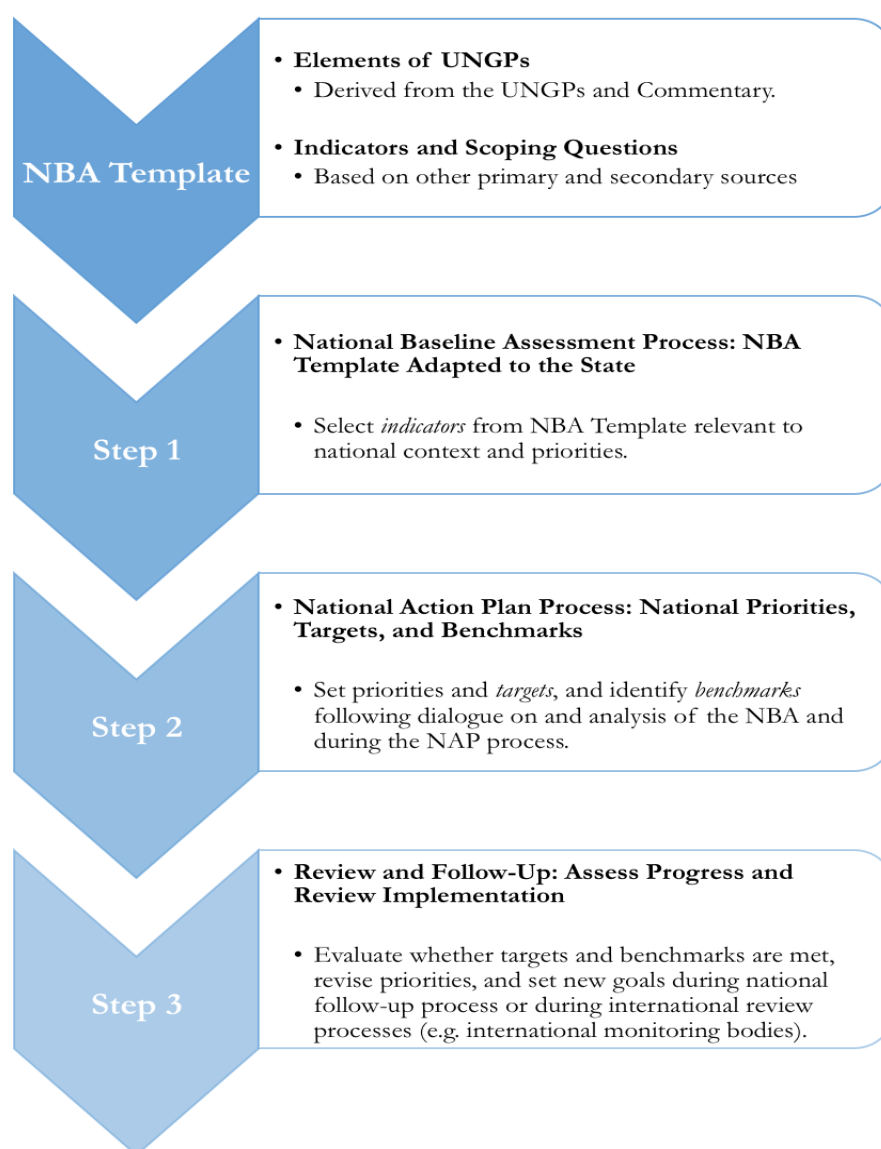 NBA Template
• Elements of UNGPs
• Derived from the UNGPs and Commentary.
• Indicators and Scoping Questions
• Based on other primary and secondary sources
Step 1
• National Baseline Assessment Process: NBA
Template Adapted to the State
• Select indicators from NBA Template relevant to
national context and priorities.
Step 2
• National Action Plan Process: National Priorities,
Targets, and Benchmarks
• Set priorities and targets, and identify benchmarks
following dialogue on and analysis of the NBA and
during the NAP process.
Step 3
• Review and Follow-Up: Assess Progress and
Review Implementation
• Evaluate whether targets and benchmarks are met,
revise priorities, and set new goals during national
follow-up process or during international review
processes (e.g. international monitoring bodies).